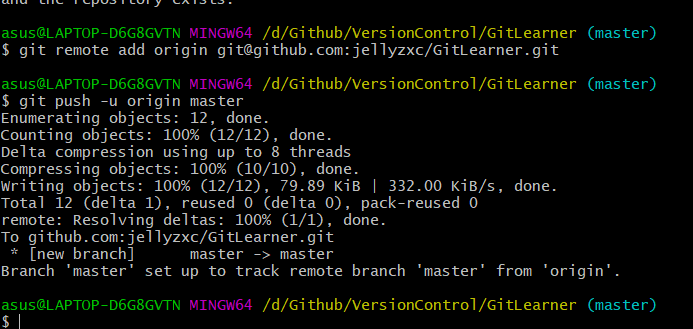 and the repository exists.
asus@LAPTOP-D6G8GVTN MINGW64 /d/Github/VersionControl/GitLearner (master)
$ git remote add origin git@github.com:jellyzxc/GitLearner.git
asus@LAPTOP-D6G8GVTN MINGW64 /d/Github/VersionControl/GitLearner (master)
$ git push -u origin master
Enumerating objects: 12, done.
Counting objects: 100% (12/12), done.
Delta compression using up to 8 threads
Compressing objects: 100% (10/10), done.
Writing objects: 100% (12/12), 79.89 KiB | 332.00 KiB/s, done.
Total 12 (delta 1), reused 0 (delta 0), pack-reused 0
remote: Resolving deltas: 100% (1/1), done.
To github.com:jellyzxc/GitLearner.git
 * [new branch]      master -> master
Branch 'master' set up to track remote branch 'master' from 'origin'.
asus@LAPTOP-D6G8GVTN MINGW64 /d/Github/VersionControl/GitLearner (master)
$